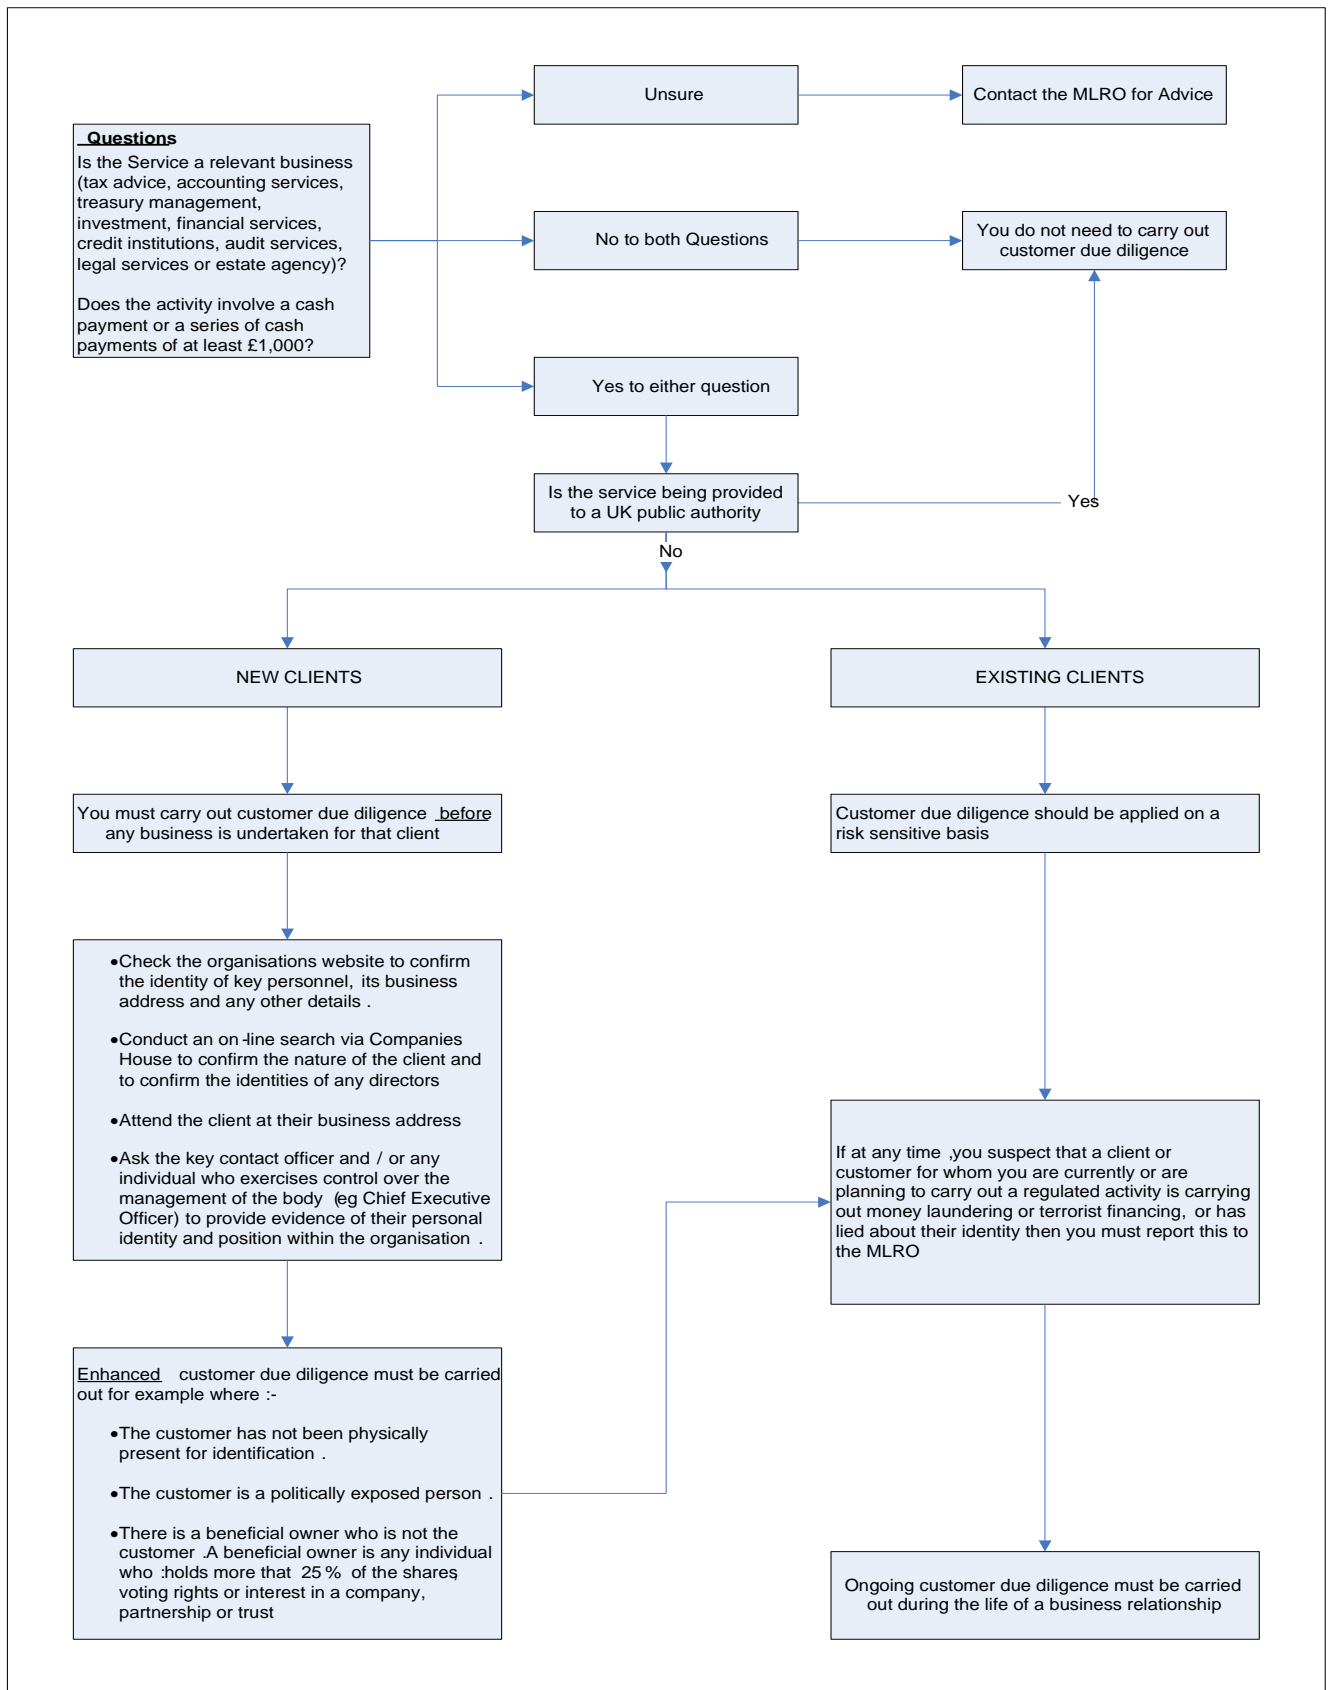 Unsure
Contact the MLRO for Advice
Questions
Is the Service a relevant business
(tax advice, accounting services,
treasury management,
investment, financial services,
credit institutions, audit services,
legal services or estate agency)?
Does the activity involve a cash
payment or a series of cash
payments of at least £1,000?
No to both Questions
You do not need to carry out
customer due diligence
Yes to either question
Is the service being provided
to a UK public authority
Yes
No
NEW CLIENTS
EXISTING CLIENTS
You must carry out customer due diligence before
any business is undertaken for that client
Customer due diligence should be applied on a
risk sensitive basis
•Check the organisations website to confirm
the identity of key personnel, its business
address and any other details .
•Conduct an on-line search via Companies
House to confirm the nature of the client and
to confirm the identities of any directors
•Attend the client at their business address
•Ask the key contact officer and / or any
individual who exercises control over the
management of the body (eg Chief Executive
Officer) to provide evidence of their personal
identity and position within the organisation .
If at any time ,you suspect that a client or
customer for whom you are currently or are
planning to carry out a regulated activity is carrying
out money laundering or terrorist financing, or has
lied about their identity then you must report this to
the MLRO
Enhanced customer due diligence must be carried
out for example where :-
•The customer has not been physically
present for identification .
•The customer is a politically exposed person .
•There is a beneficial owner who is not the
customer .A beneficial owner is any individual
who :holds more that 25 % of the shares,
voting rights or interest in a company,
partnership or trust
Ongoing customer due diligence must be carried
out during the life of a business relationship